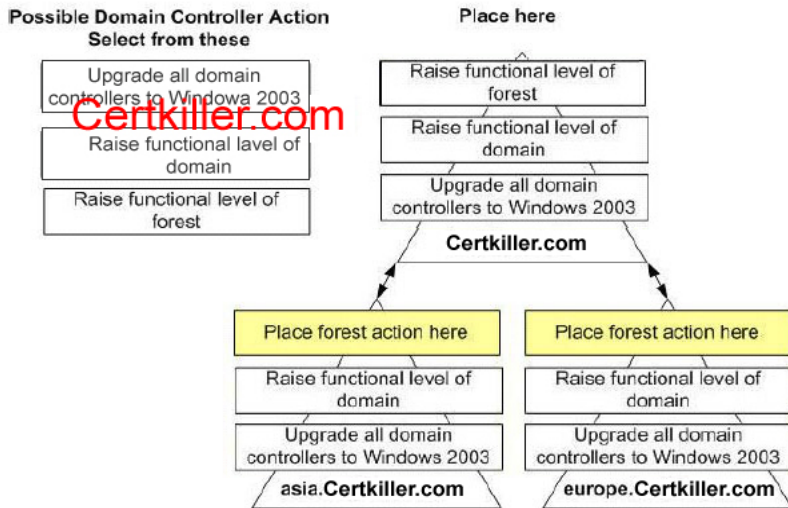 Possible Domain Controller Action
Select from these
Upgrade all domain
controllers to Windowa 2003
Certkiller.com
Raise functional laval of
domain
Raise functional level of
forest
Place here
Raise functional level of
forest
Raise functional level of
domain
Upgrade all domain
controllers to Windows 2003
Certkiller.com
Place forest action here
Raise functional level of
domain
Upgrade all domain
controllers to Windows 2003
asia.Certkiller.com
Place forest action here
Raise functional level of
domain
Upgrade all domain
controllers to Windows 2003
europe.Certkiller.com